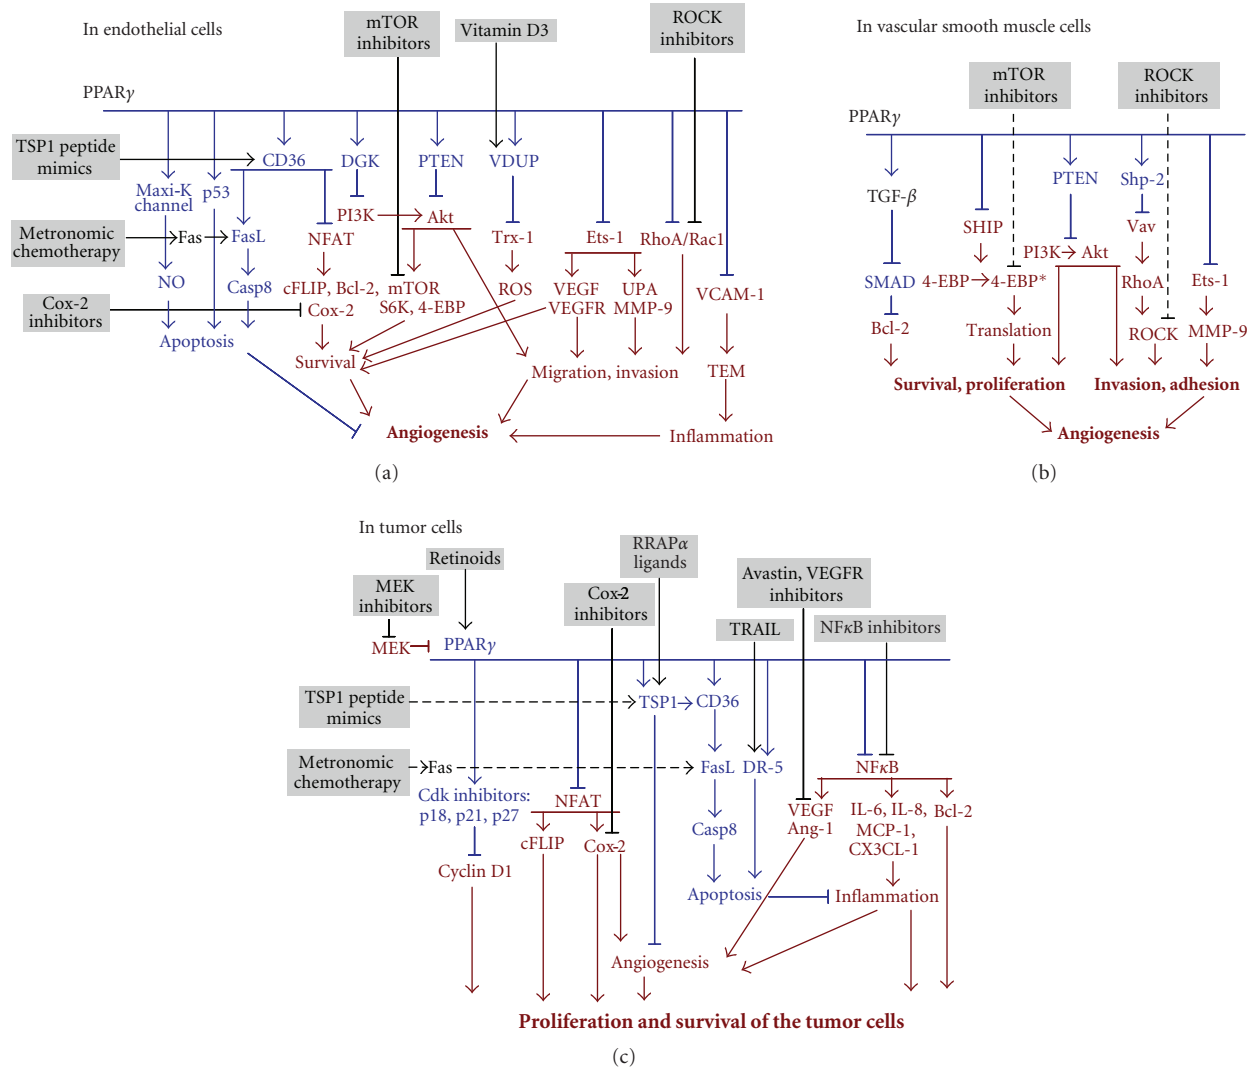 In endothelial cells
mTOR
inhibitors
Vitamin D3
ROCK
inhibitors
PPARγ
TSP1 peptide
mimics
CD36
DGK
PTEN
VDUP
Maxi-K
channel
p53
PI3K
Akt
Metronomic
chemotherapy
Fas
FasL
NFAT
Trx-1
Ets-1
RhoA/Rac1
NO
Casp8
cFLIP, Bcl-2,
Cox-2
mTOR
S6K, 4-EBP
ROS
VEGF
VEGFR
UPA
MMP-9
VCAM-1
Cox-2
inhibitors
Apoptosis
Survival
Migration, invasion
TEM
Angiogenesis
Inflammation
(a)
In vascular smooth muscle cells
mTOR
inhibitors
ROCK
inhibitors
PPARγ
TGF-β
PTEN
Shp-2
SHIP
Vav
PI3K
Akt
SMAD
4-EBP
4-EBP*
RhoA
Ets-1
Bcl-2
Translation
ROCK
MMP-9
Survival, proliferation
Invasion, adhesion
Angiogenesis
(b)
In tumor cells
Retinoids
RRAPα
ligands
MEK
inhibitors
Cox-2
inhibitors
Avastin, VEGFR
inhibitors
TRAIL
NFκB inhibitors
MEK
PPARγ
TSP1 peptide
mimics
TSP1
CD36
Metronomic
chemotherapy
Fas
FasL
DR-5
NFκB
Cdk inhibitors:
p18, p21, p27
NFAT
VEGF
Ang-1
IL-6, IL-8,
MCP-1,
CX3CL-1
Bcl-2
cFLIP
Cox-2
Casp8
Cyclin D1
Apoptosis
Inflammation
Angiogenesis
Proliferation and survival of the tumor cells
(c)